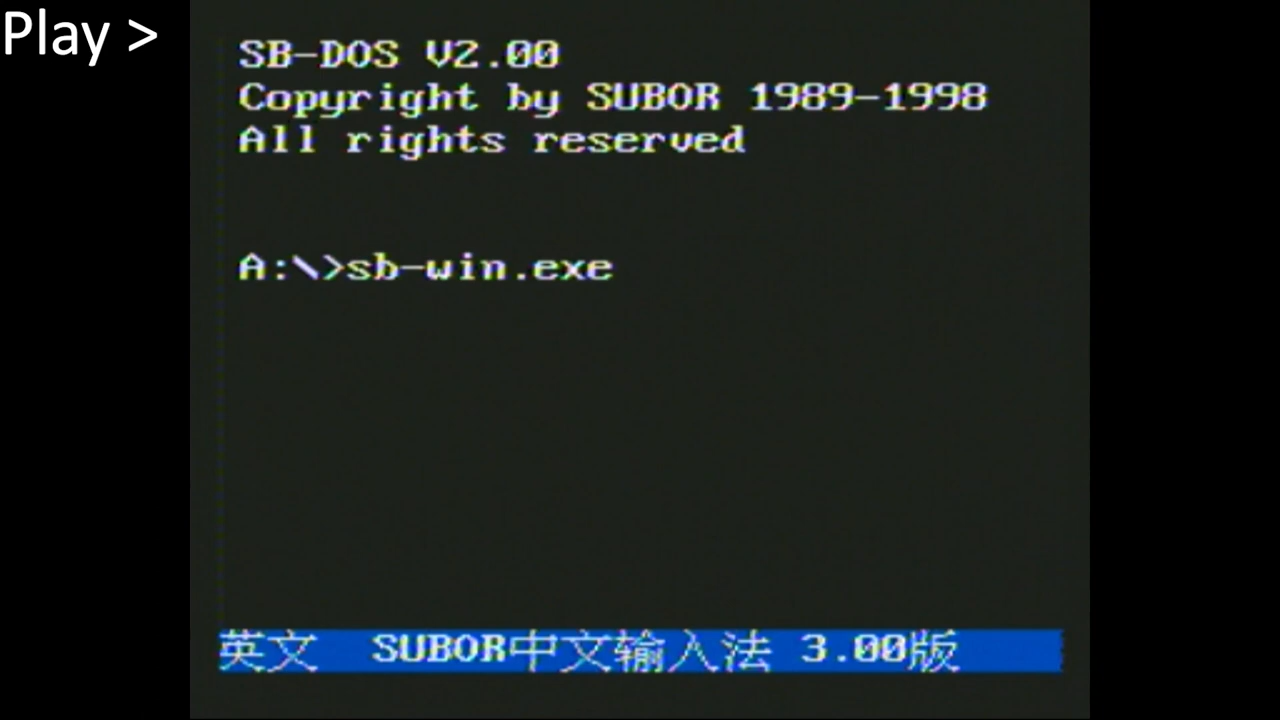 Play >
SB-DOS V2.00
Copyright by SUBOR 1989-1998
All rights reserved
A:\>sb-win.exe
英文 SUBOR中文输入法 3.00版